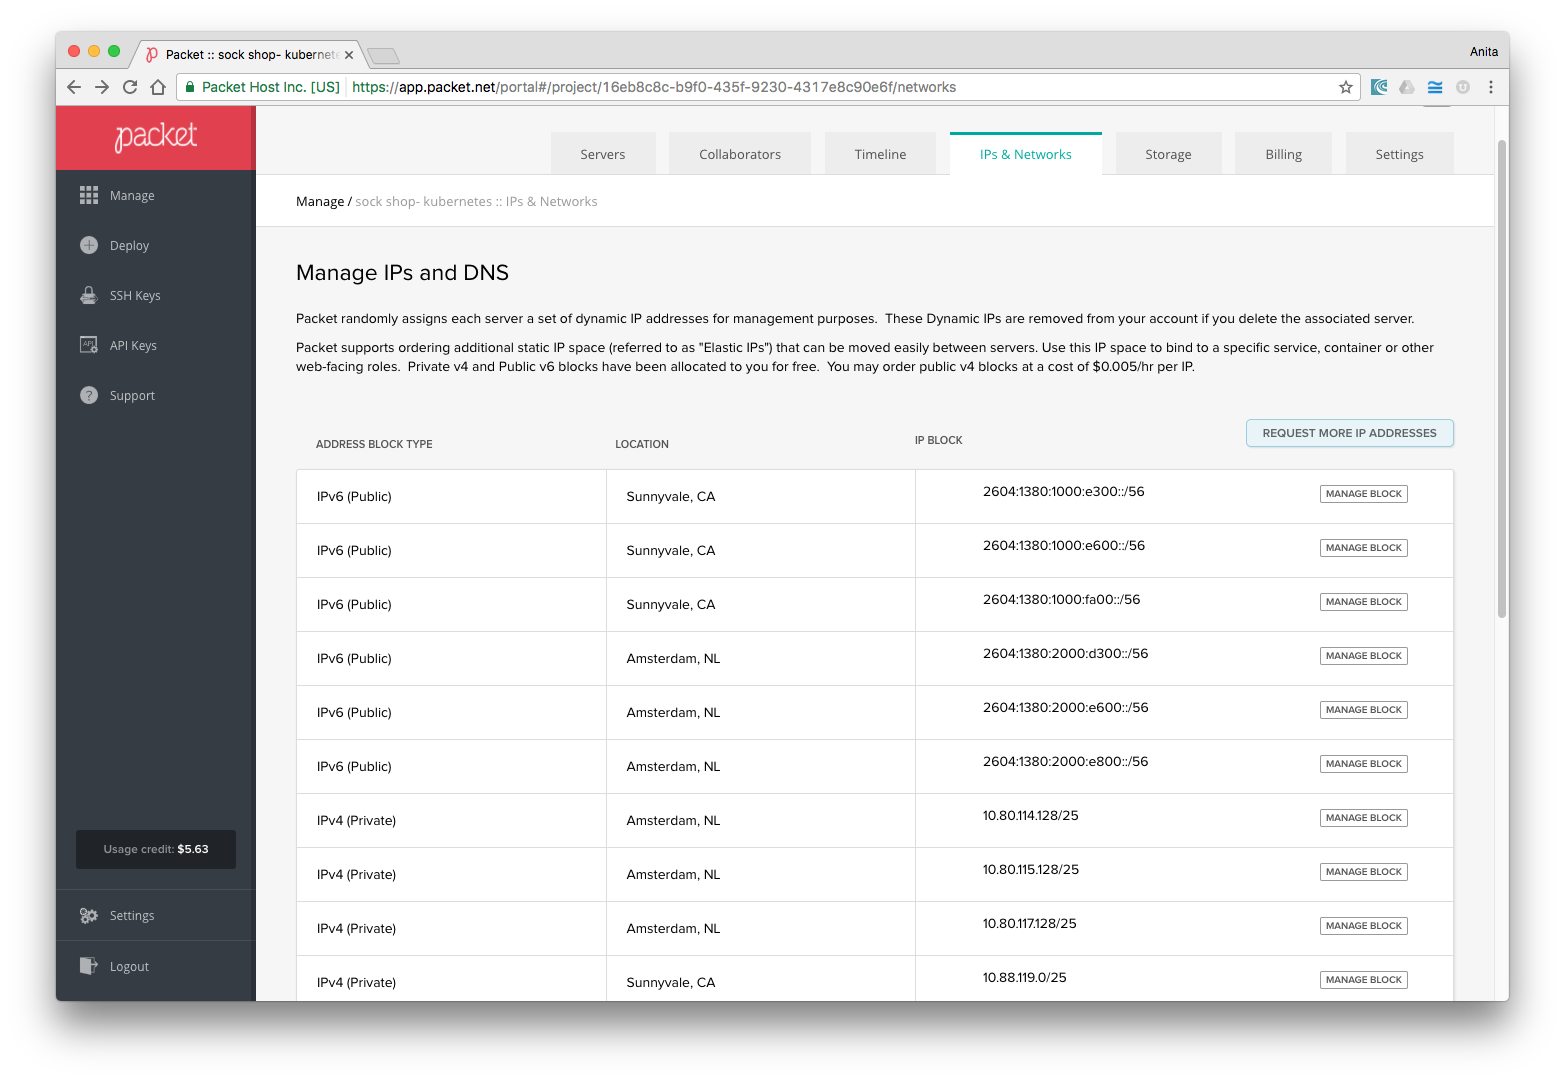 Packet :: sock shop- kubernete
Anita
Packet Host Inc. [US]
https://app.packet.net/portal#/project/16eb8c8c-b9f0-435f-9230-4317e8c90e6f/networks
packet
Manage
Deploy
SSH Keys
API Keys
Support
Usage credit: $5.63
Settings
Logout
Servers
Collaborators
Timeline
IPs & Networks
Storage
Billing
Settings
Manage / sock shop- kubernetes :: IPs & Networks
Manage IPs and DNS
Packet randomly assigns each server a set of dynamic IP addresses for management purposes.  These Dynamic IPs are removed from your account if you delete the associated server.
Packet supports ordering additional static IP space (referred to as "Elastic IPs") that can be moved easily between servers. Use this IP space to bind to a specific service, container or other
web-facing roles.  Private v4 and Public v6 blocks have been allocated to you for free.  You may order public v4 blocks at a cost of $0.005/hr per IP.
ADDRESS BLOCK TYPE LOCATION IP BLOCK REQUEST MORE IP ADDRESSES
IPv6 (Public) Sunnyvale, CA 2604:1380:1000:e300::/56 MANAGE BLOCK
IPv6 (Public) Sunnyvale, CA 2604:1380:1000:e600::/56 MANAGE BLOCK
IPv6 (Public) Sunnyvale, CA 2604:1380:1000:fa00::/56 MANAGE BLOCK
IPv6 (Public) Amsterdam, NL 2604:1380:2000:d300::/56 MANAGE BLOCK
IPv6 (Public) Amsterdam, NL 2604:1380:2000:e600::/56 MANAGE BLOCK
IPv6 (Public) Amsterdam, NL 2604:1380:2000:e800::/56 MANAGE BLOCK
IPv4 (Private) Amsterdam, NL 10.80.114.128/25 MANAGE BLOCK
IPv4 (Private) Amsterdam, NL 10.80.115.128/25 MANAGE BLOCK
IPv4 (Private) Amsterdam, NL 10.80.117.128/25 MANAGE BLOCK
IPv4 (Private) Sunnyvale, CA 10.88.119.0/25 MANAGE BLOCK